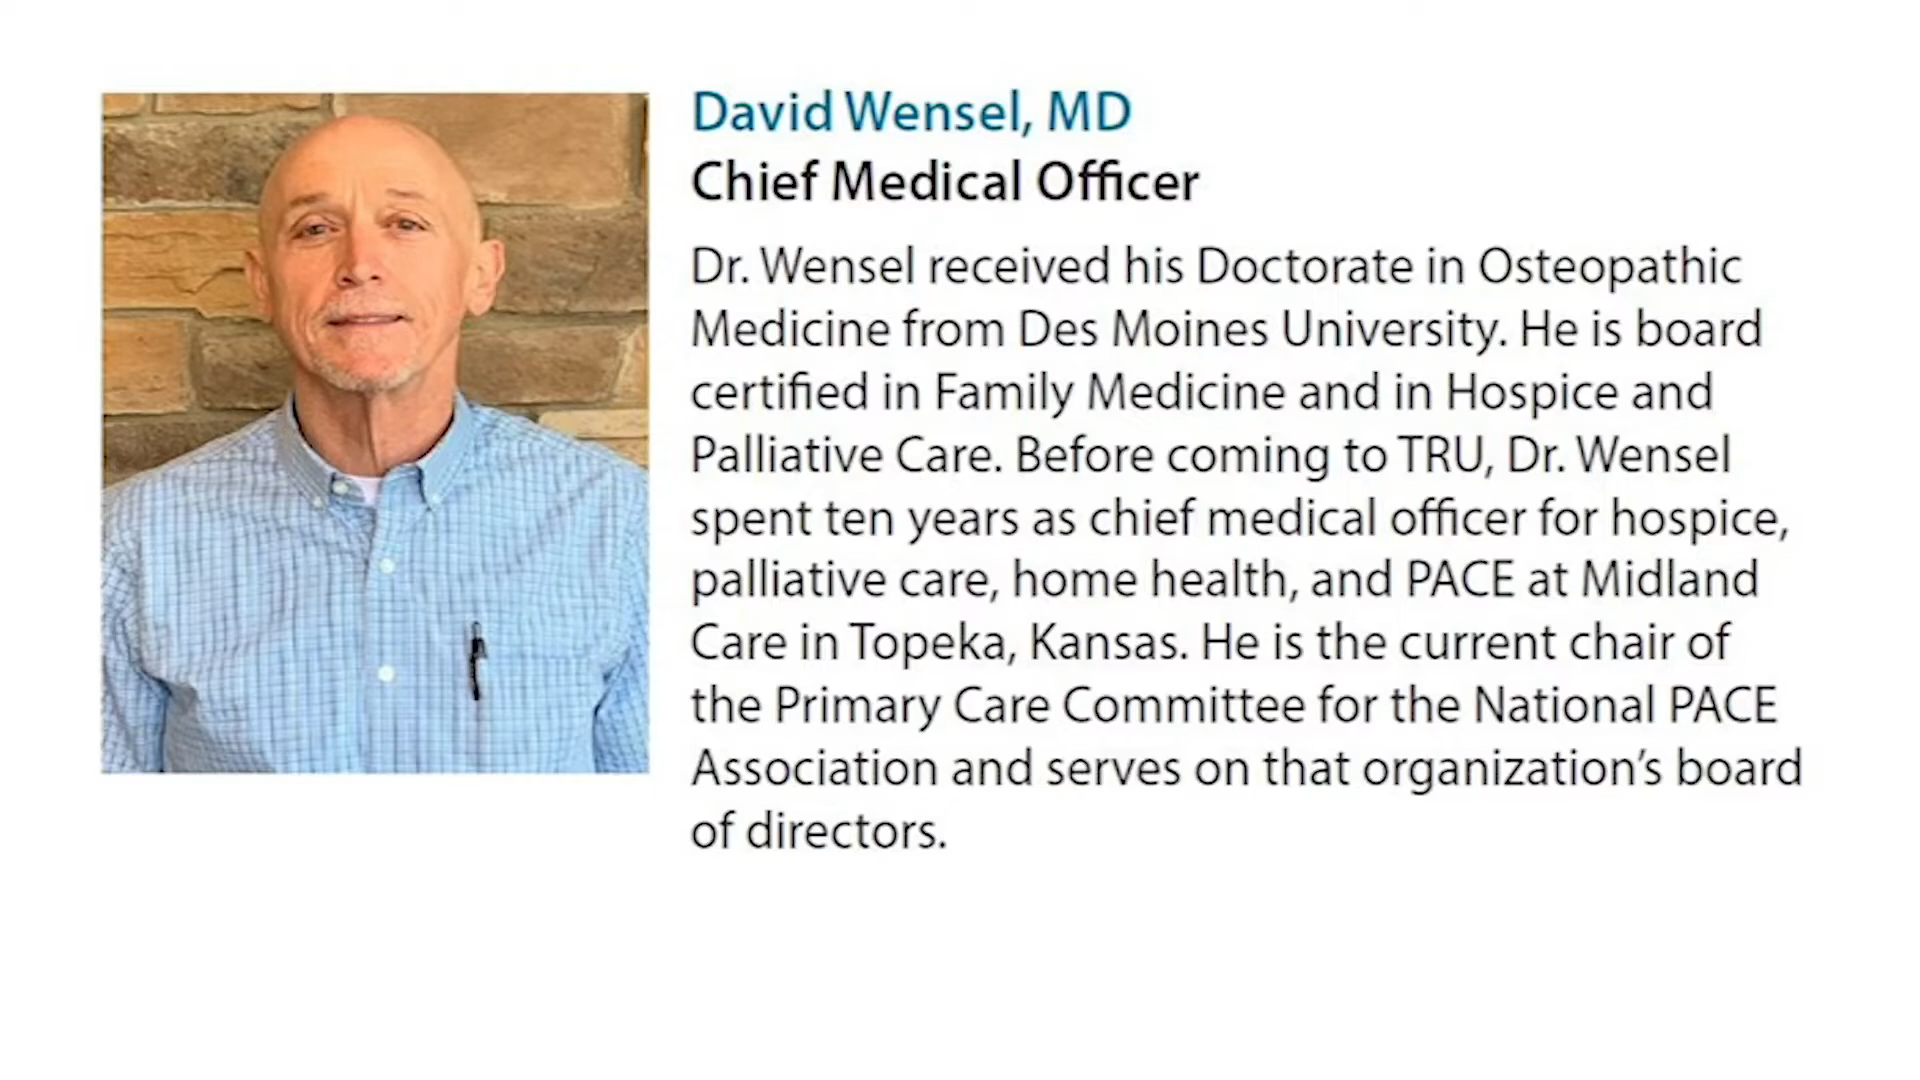 David Wensel, MD
Chief Medical Officer
Dr. Wensel received his Doctorate in Osteopathic
Medicine from Des Moines University. He is board
certified in Family Medicine and in Hospice and
Palliative Care. Before coming to TRU, Dr. Wensel
spent ten years as chief medical officer for hospice,
palliative care, home health, and PACE at Midland
Care in Topeka, Kansas. He is the current chair of
the Primary Care Committee for the National PACE
Association and serves on that organization’s board
of directors.